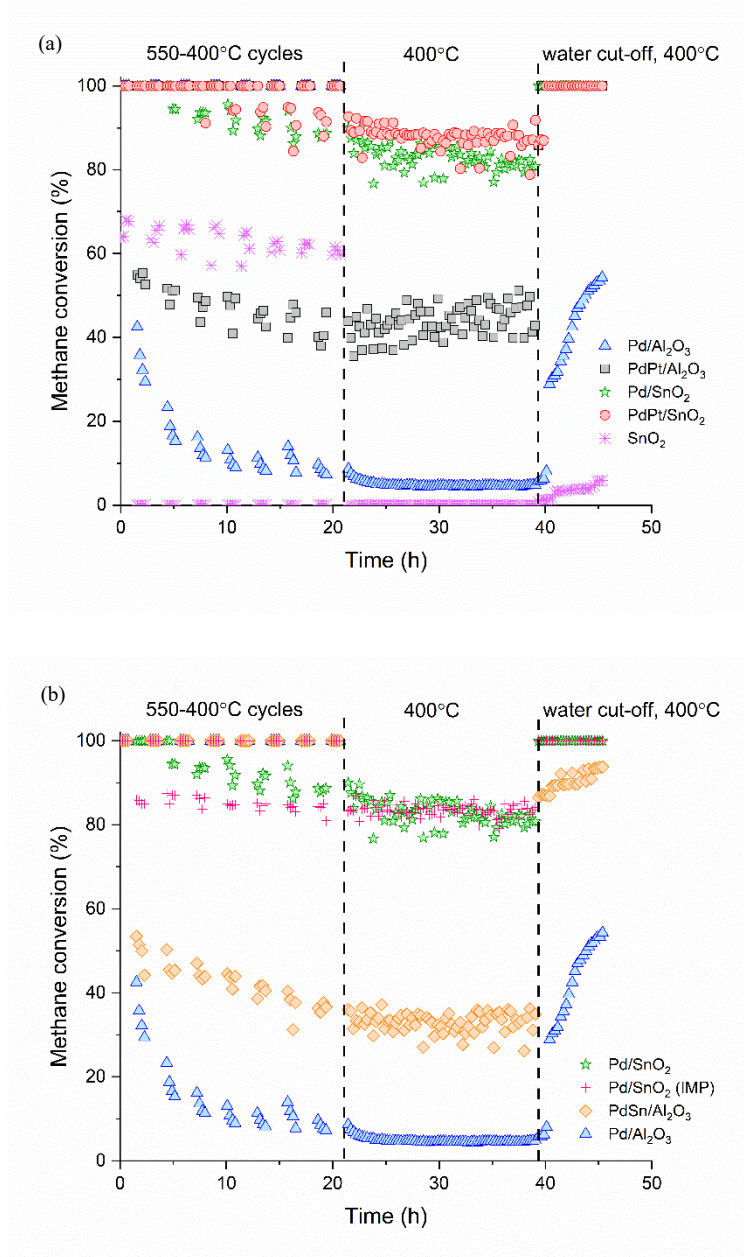 (a)
550-400°C cycles
400°C
water cut-off, 400°C
Methane conversion (%)
100
80
60
40
20
0
Pd/Al₂O₃
PdPt/Al₂O₃
Pd/SnO₂
PdPt/SnO₂
SnO₂
0 10 20 30 40 50
Time (h)
(b)
550-400°C cycles
400°C
water cut-off, 400°C
Methane conversion (%)
100
80
60
40
20
0
Pd/SnO₂
Pd/SnO₂ (IMP)
PdSn/Al₂O₃
Pd/Al₂O₃
0 10 20 30 40 50
Time (h)